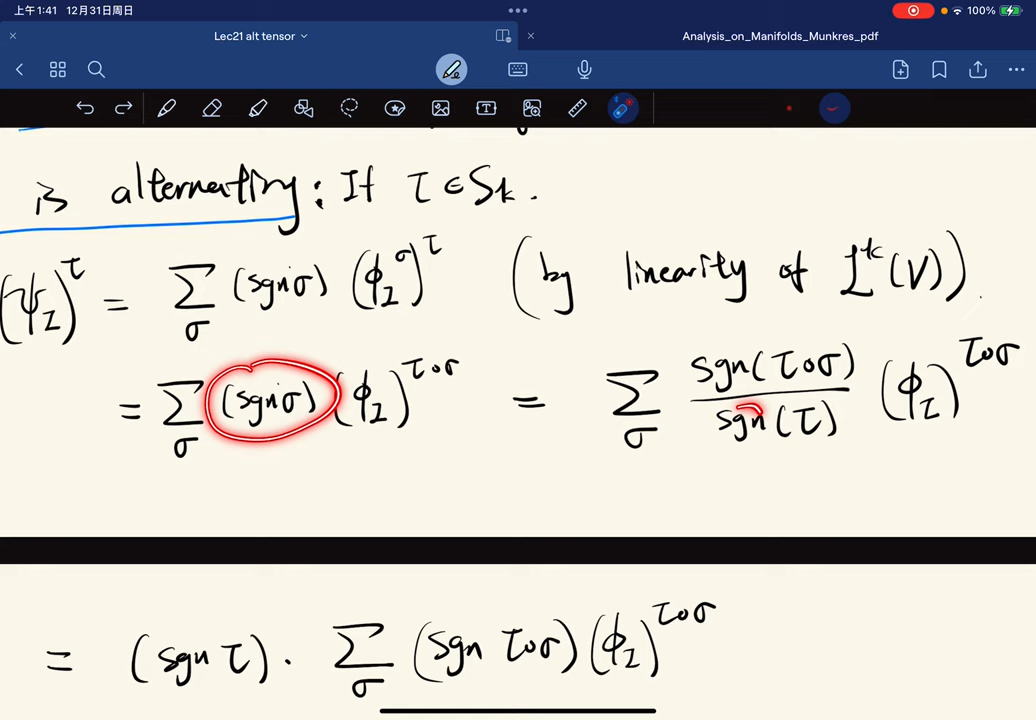 上午1:41 12月31日周日
100%
Lec21 alt tensor
Analysis_on_Manifolds_Munkres_pdf
is alternating: If τ ∈ Sk.
(ψ_I)^τ = Σ_σ (sgn σ) (ϕ_I^σ)^τ (by linearity of L^k(V)).
= Σ_σ (sgn σ) (ϕ_I)^{τ∘σ} = Σ_σ sgn(τ∘σ)/sgn(τ) (ϕ_I)^{τ∘σ}
= (sgn τ) · Σ_σ (sgn τ∘σ) (ϕ_I)^{τ∘σ}